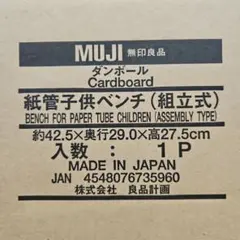 MUJI 無印良品
ダンボール
Cardboard
紙管子供ベンチ(組立式)
BENCH FOR PAPER TUBE CHILDREN (ASSEMBLY TYPE)
約42.5×奥行29.0×高27.5cm
入数 : 1P
MADE IN JAPAN
JAN 4548076735960
株式会社 良品計画